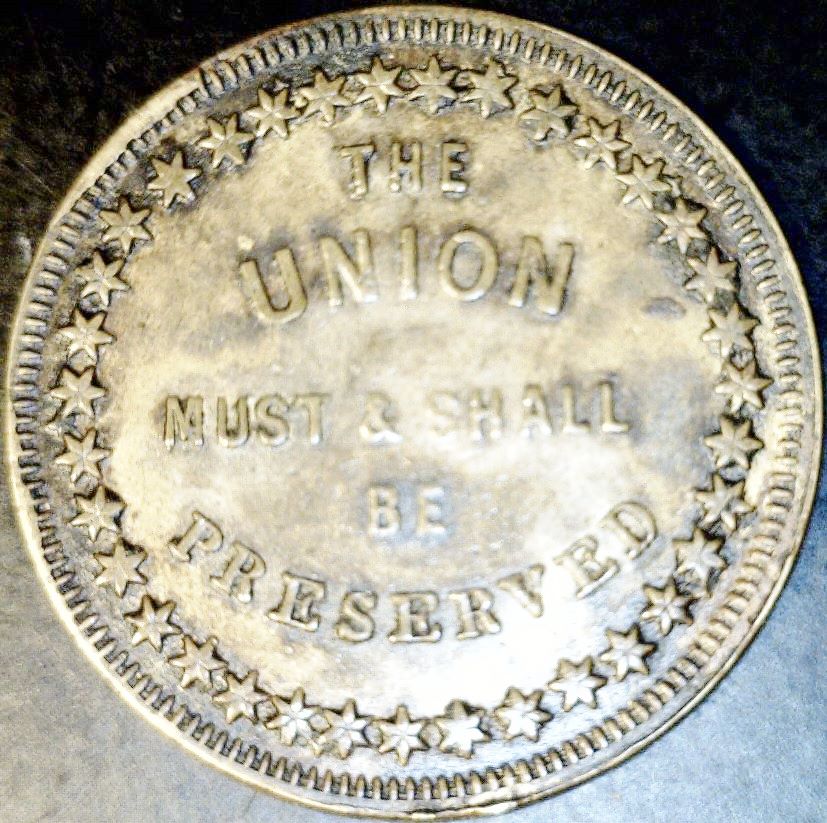 THE
UNION
MUST & SHALL
BE
PRESERVED